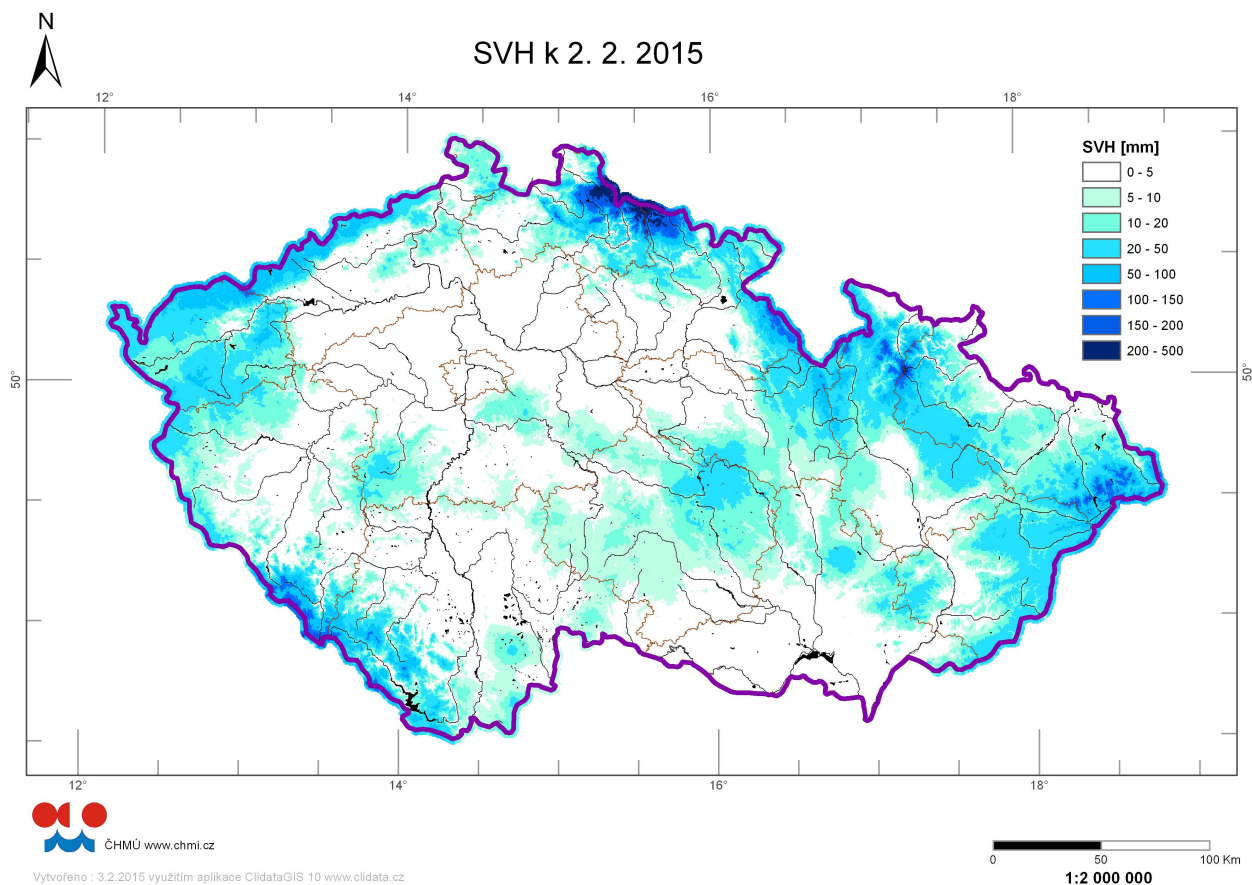 N
SVH k 2. 2. 2015
12° 14° 16° 18°
SVH [mm]
0 - 5
5 - 10
10 - 20
20 - 50
50 - 100
100 - 150
150 - 200
200 - 500
50° 50°
12° 14° 16° 18°
ČHMÚ www.chmi.cz
0 50 100 Km
1:2 000 000
Vytvořeno : 3.2.2015 využitím aplikace ClidataGIS 10 www.clidata.cz